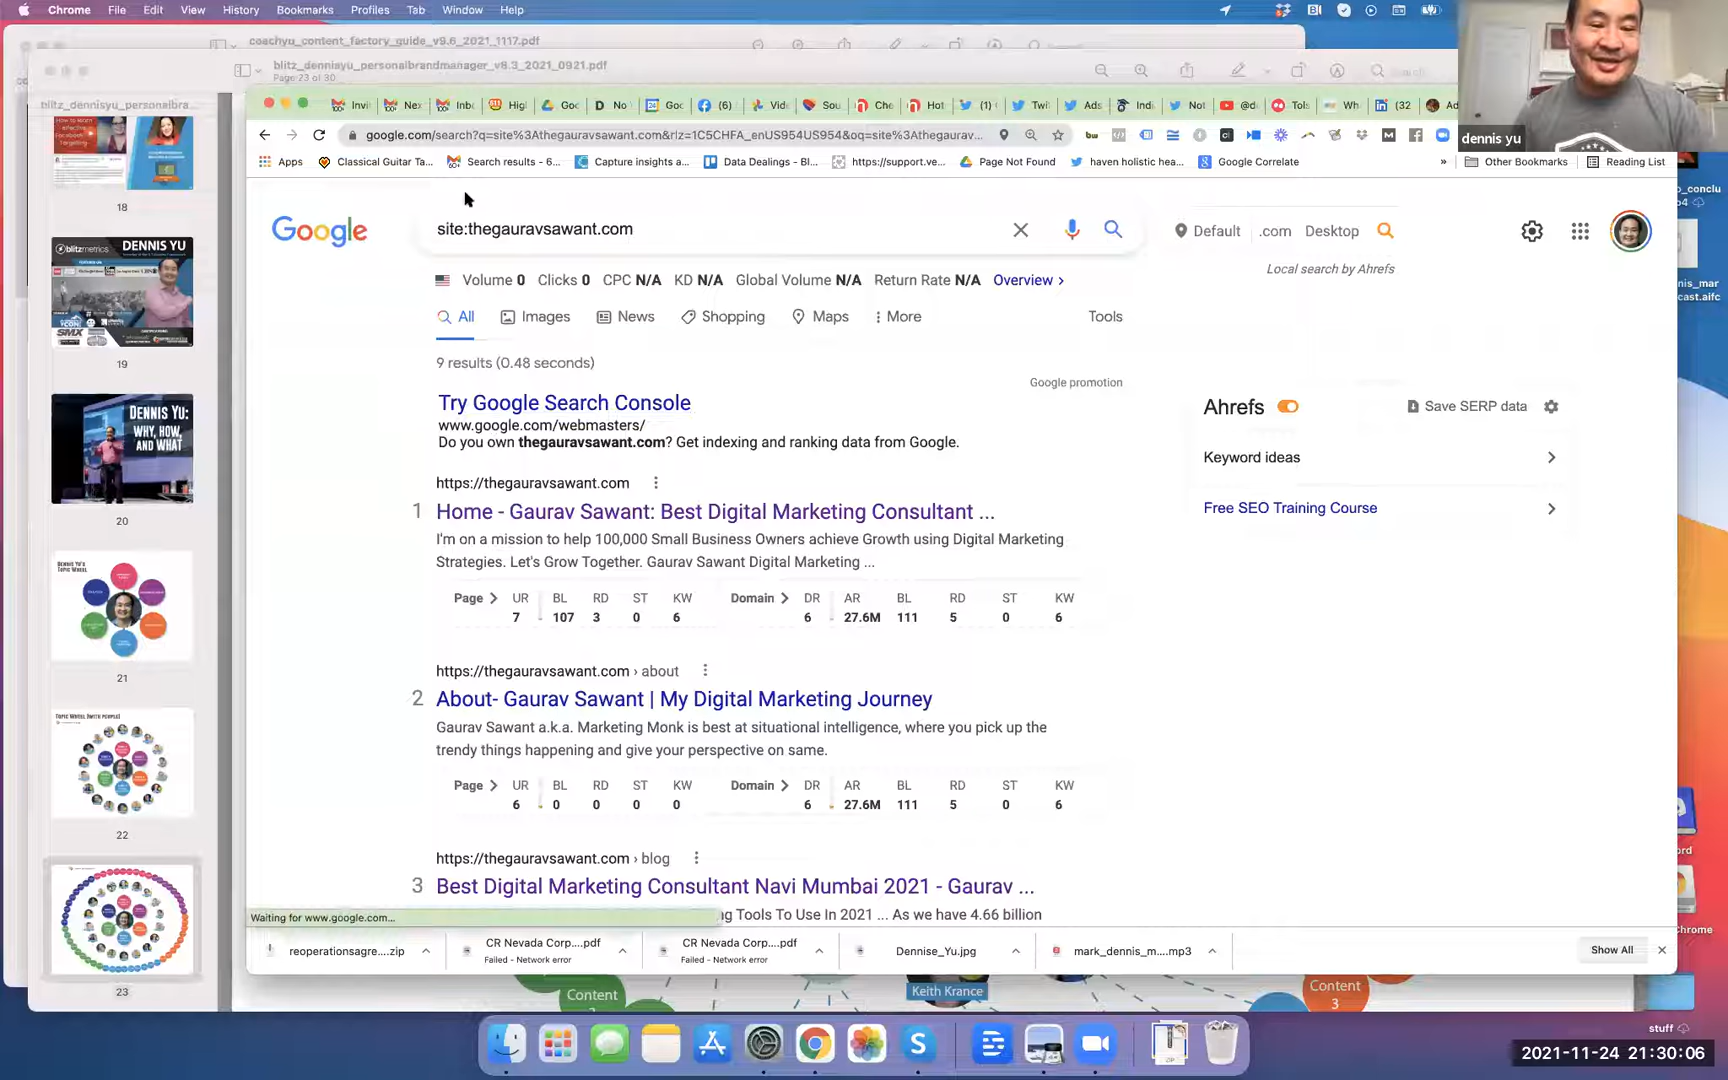 Chrome File Edit View History Bookmarks Profiles Tab Window Help
coachyu_content_factory_guide_v9.6_2021_1117.pdf
blitz_denniayu_personalbrandmanager_v8.3_2021_0921.pdf
Page 23 of 30
Search
blitz_dennisyu_personalbra...
dennis yu
google.com/search?q=site%3Athegauravsawant.com&rlz=1C5CHFA_enUS954US954&oq=site%3Athegaurav...
Apps Classical Guitar Ta... Search results - 6... Capture insights a... Data Dealings - Bl... https://support.ve... Page Not Found haven holistic hea... Google Correlate » Other Bookmarks Reading List
18
DENNIS YU
19
DENNIS YU:
WHY, HOW,
AND WHAT
20
DENNIS YU'S
TOPIC WHEEL
21
TOPIC WHEEL (WITH PEOPLE)
22
23
Google
site:thegauravsawant.com
Default .com Desktop
Local search by Ahrefs
Volume 0 Clicks 0 CPC N/A KD N/A Global Volume N/A Return Rate N/A Overview >
All Images News Shopping Maps More Tools
9 results (0.48 seconds)
Google promotion
Try Google Search Console
www.google.com/webmasters/
Do you own thegauravsawant.com? Get indexing and ranking data from Google.
https://thegauravsawant.com
1 Home - Gaurav Sawant: Best Digital Marketing Consultant ...
I'm on a mission to help 100,000 Small Business Owners achieve Growth using Digital Marketing
Strategies. Let's Grow Together. Gaurav Sawant Digital Marketing ...
Page > UR BL RD ST KW Domain > DR AR BL RD ST KW
7 107 3 0 6 6 27.6M 111 5 0 6
https://thegauravsawant.com › about
2 About- Gaurav Sawant | My Digital Marketing Journey
Gaurav Sawant a.k.a. Marketing Monk is best at situational intelligence, where you pick up the
trendy things happening and give your perspective on same.
Page > UR BL RD ST KW Domain > DR AR BL RD ST KW
6 0 0 0 0 6 27.6M 111 5 0 6
https://thegauravsawant.com › blog
3 Best Digital Marketing Consultant Navi Mumbai 2021 - Gaurav ...
ng Tools To Use In 2021 ... As we have 4.66 billion
Ahrefs
Save SERP data
Keyword ideas
Free SEO Training Course
Waiting for www.google.com...
reoperationsagre....zip
CR Nevada Corp....pdf
Failed - Network error
CR Nevada Corp....pdf
Failed - Network error
Dennise_Yu.jpg
mark_dennis_m....mp3
Show All
Content
Keith Krance
Content
3
stuff
2021-11-24 21:30:06